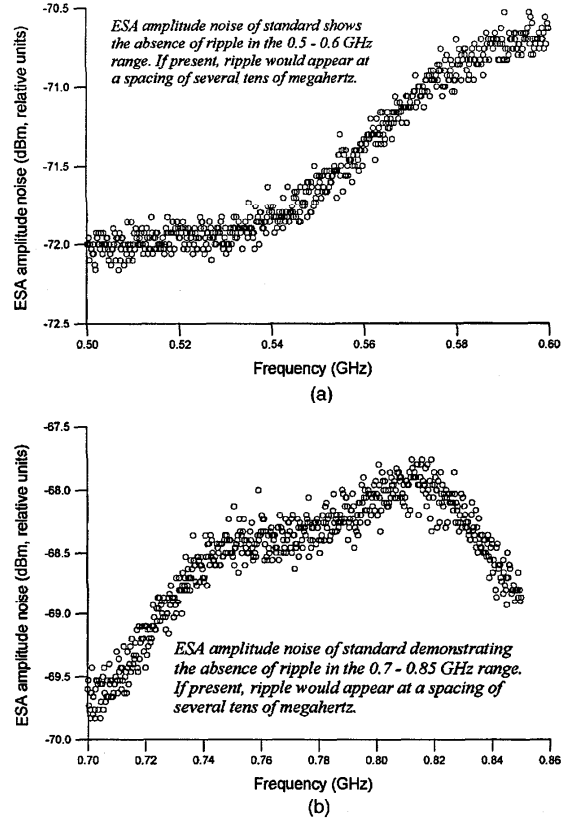 ESA amplitude noise (dBm, relative units)
-70.5
-71.0
-71.5
-72.0
-72.5
ESA amplitude noise of standard shows
the absence of ripple in the 0.5 - 0.6 GHz
range. If present, ripple would appear at
a spacing of several tens of megahertz.
0.50 0.52 0.54 0.56 0.58 0.60
Frequency (GHz)
(a)
ESA amplitude noise (dBm, relative units)
-67.5
-68.0
-68.5
-69.0
-69.5
-70.0
ESA amplitude noise of standard demonstrating
the absence of ripple in the 0.7 - 0.85 GHz range.
If present, ripple would appear at a spacing of
several tens of megahertz.
0.70 0.72 0.74 0.76 0.78 0.80 0.82 0.84 0.86
Frequency (GHz)
(b)